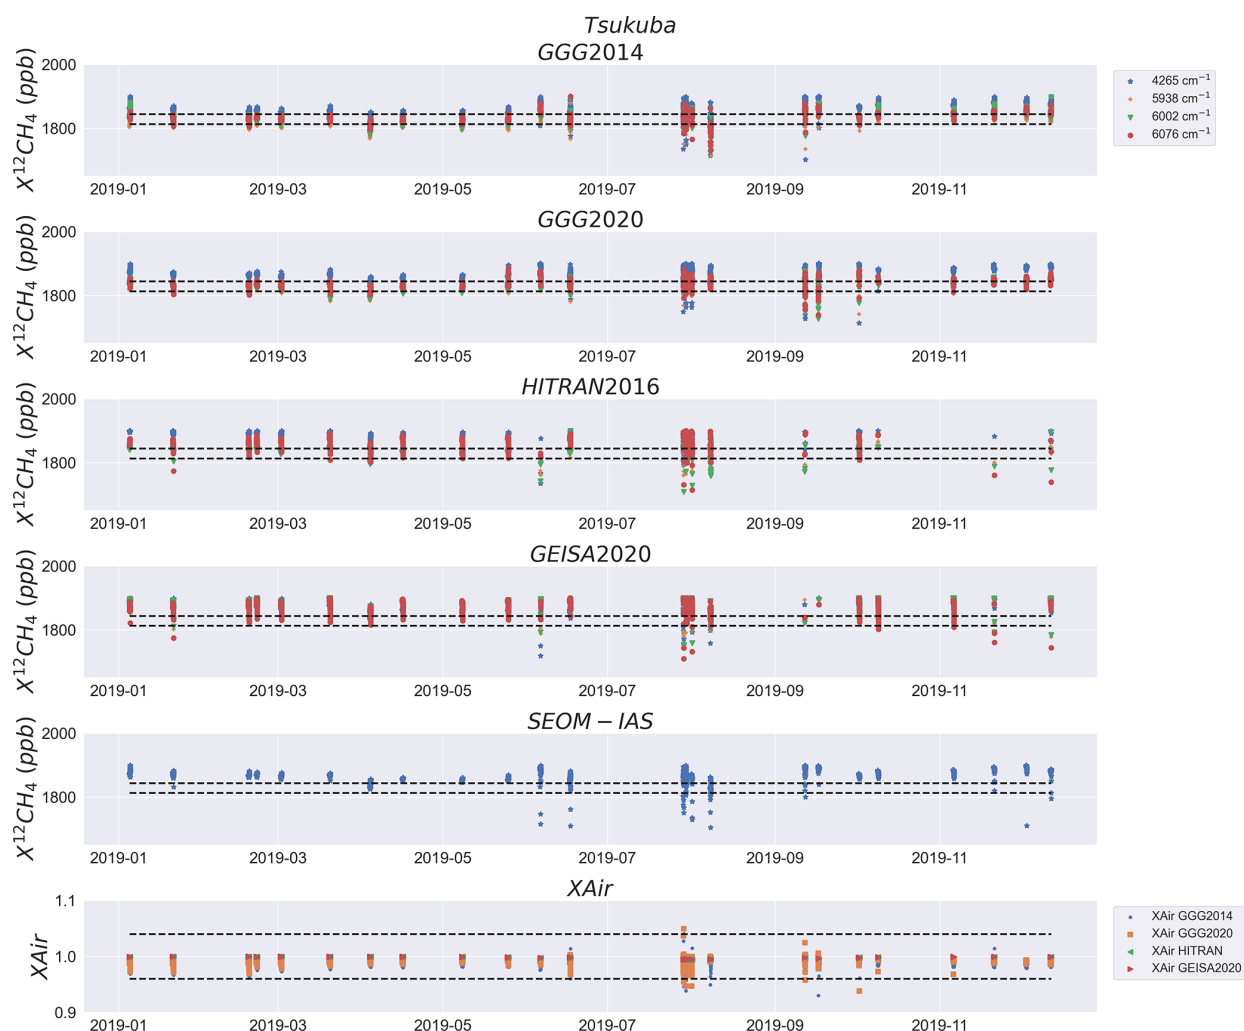 Tsukuba
GGG2014
X^12CH_4 (ppb)
2000
1800
2019-01 2019-03 2019-05 2019-07 2019-09 2019-11
4265 cm⁻¹
5938 cm⁻¹
6002 cm⁻¹
6076 cm⁻¹
GGG2020
X^12CH_4 (ppb)
2000
1800
2019-01 2019-03 2019-05 2019-07 2019-09 2019-11
HITRAN2016
X^12CH_4 (ppb)
2000
1800
2019-01 2019-03 2019-05 2019-07 2019-09 2019-11
GEISA2020
X^12CH_4 (ppb)
2000
1800
2019-01 2019-03 2019-05 2019-07 2019-09 2019-11
SEOM − IAS
X^12CH_4 (ppb)
2000
1800
2019-01 2019-03 2019-05 2019-07 2019-09 2019-11
XAir
XAir
1.1
1.0
0.9
2019-01 2019-03 2019-05 2019-07 2019-09 2019-11
XAir GGG2014
XAir GGG2020
XAir HITRAN
XAir GEISA2020